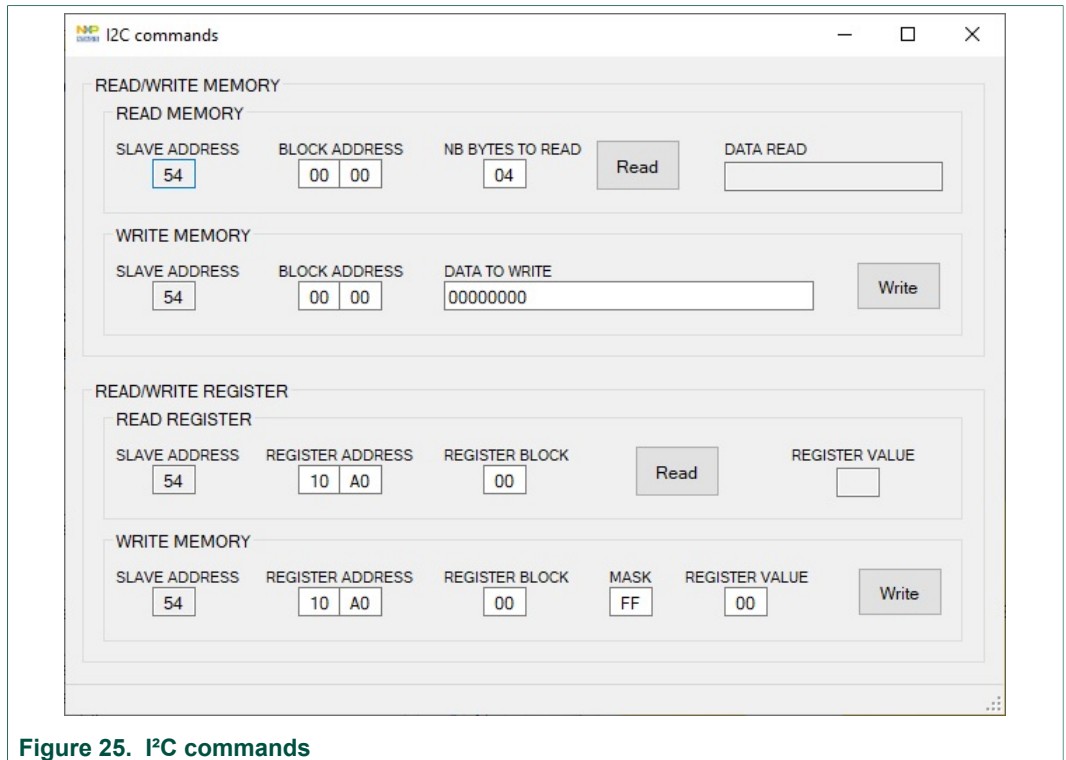 NXP
I2C commands
READ/WRITE MEMORY
READ MEMORY
SLAVE ADDRESS BLOCK ADDRESS NB BYTES TO READ Read DATA READ
54 00 00 04
WRITE MEMORY
SLAVE ADDRESS BLOCK ADDRESS DATA TO WRITE
54 00 00 00000000 Write
READ/WRITE REGISTER
READ REGISTER
SLAVE ADDRESS REGISTER ADDRESS REGISTER BLOCK Read REGISTER VALUE
54 10 A0 00
WRITE MEMORY
SLAVE ADDRESS REGISTER ADDRESS REGISTER BLOCK MASK REGISTER VALUE
54 10 A0 00 FF 00 Write
Figure 25. I²C commands